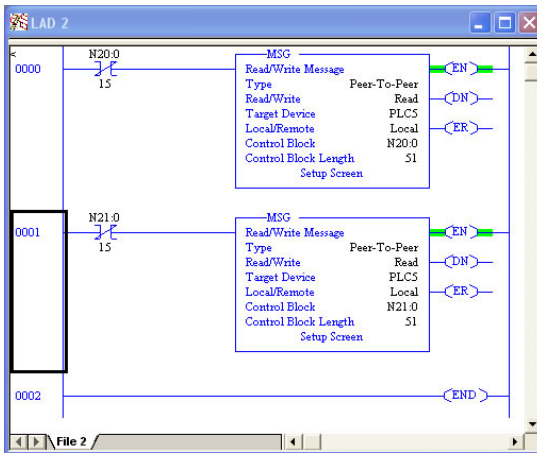 LAD 2
0000
N20:0
15
MSG
Read/Write Message
Type Peer-To-Peer
Read/Write Read
Target Device PLC5
Local/Remote Local
Control Block N20:0
Control Block Length 51
Setup Screen
EN
DN
ER
0001
N21:0
15
MSG
Read/Write Message
Type Peer-To-Peer
Read/Write Read
Target Device PLC5
Local/Remote Local
Control Block N21:0
Control Block Length 51
Setup Screen
EN
DN
ER
0002
END
File 2